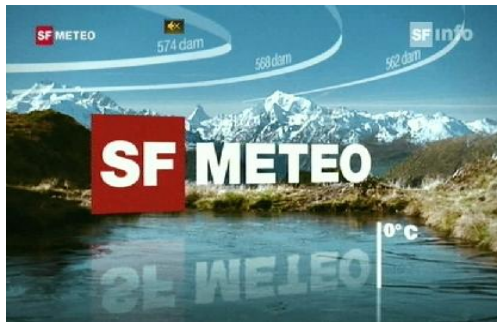 SF METEO
SF info
574 dam
568 dam
562 dam
SF METEO
0°C